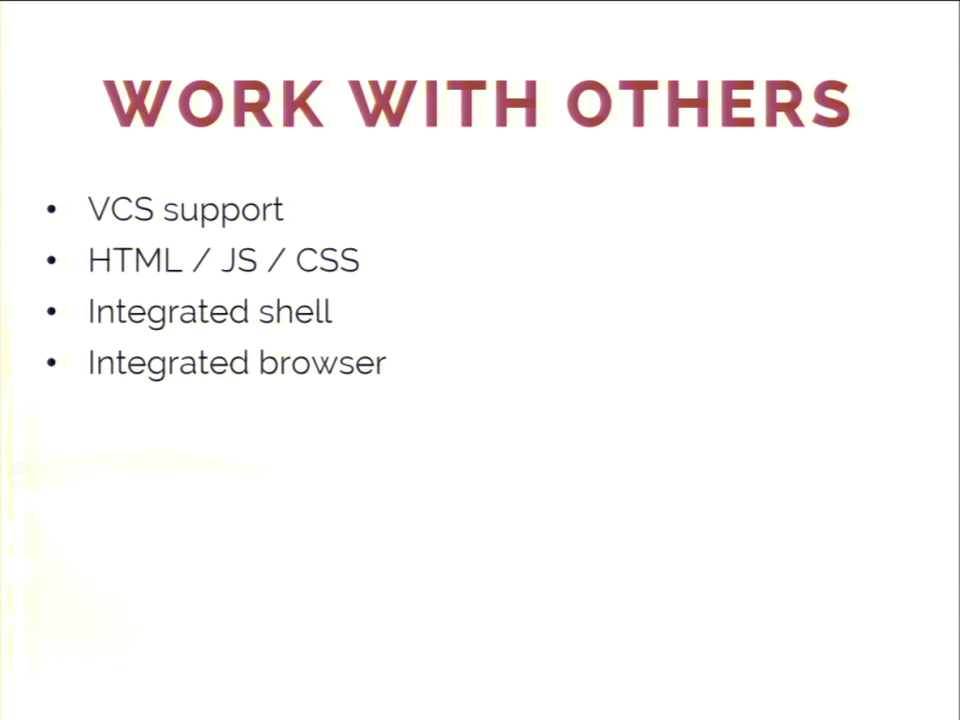 WORK WITH OTHERS
• VCS support
• HTML / JS / CSS
• Integrated shell
• Integrated browser